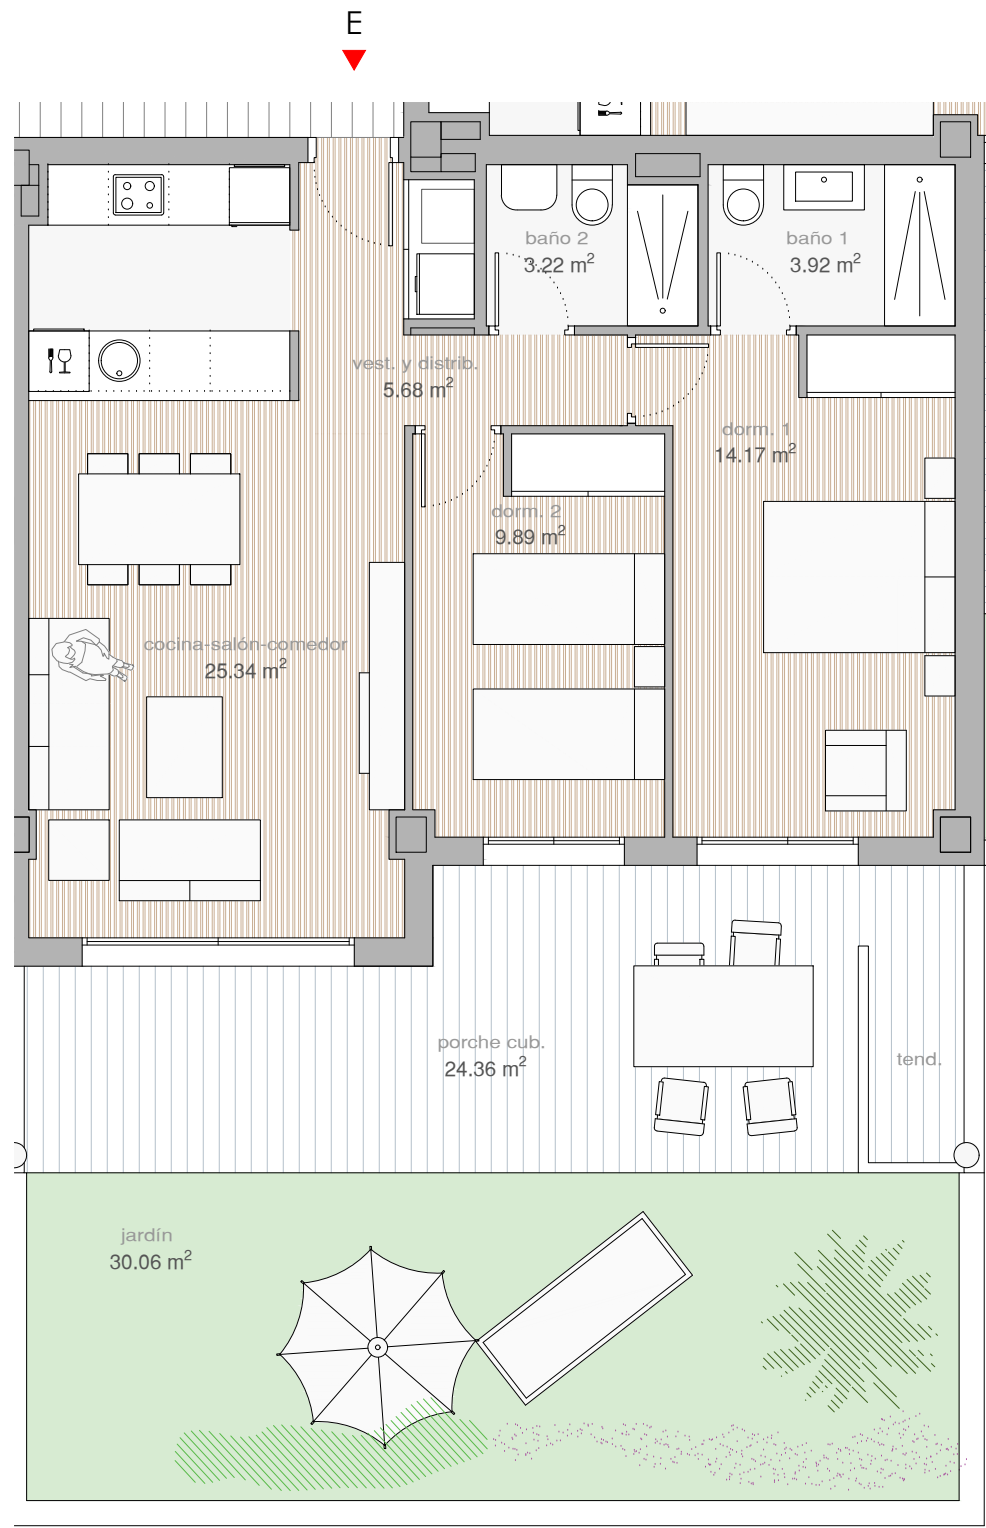 E
baño 2
3.22 m²
baño 1
3.92 m²
vest. y distrib.
5.68 m²
dorm. 1
14.17 m²
dorm. 2
9.89 m²
cocina-salón-comedor
25.34 m²
porche cub.
24.36 m²
tend.
jardín
30.06 m²